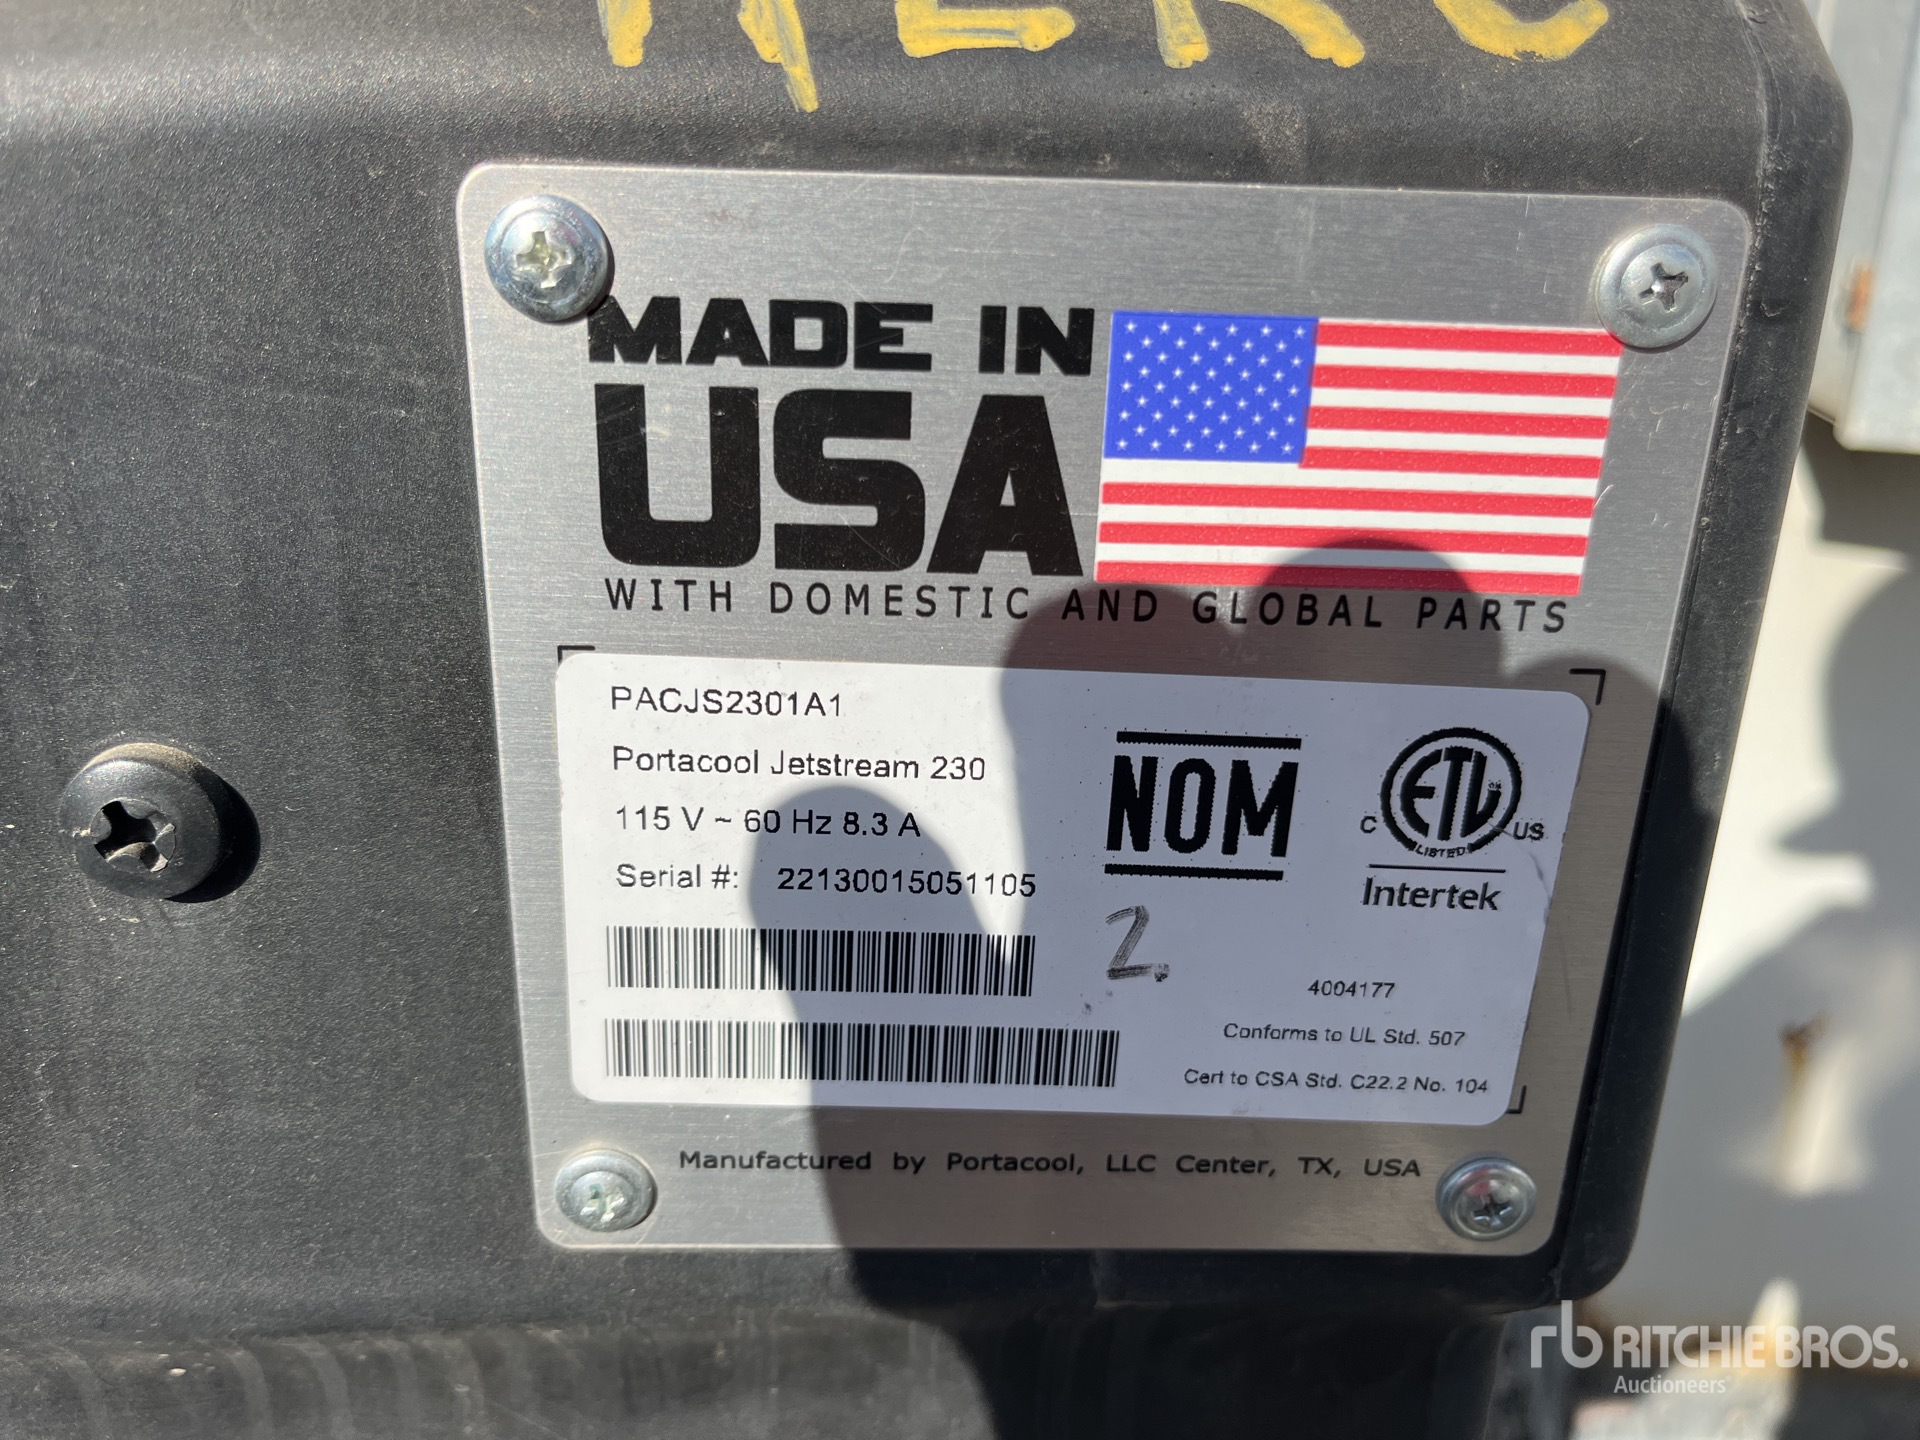 MADE IN
USA
WITH DOMESTIC AND GLOBAL PARTS
PACJS2301A1
Portacool Jetstream 230
115 V ~ 60 Hz 8.3 A
Serial #: 22130015051105
NOM
C ETL US
LISTED
Intertek
2
4004177
Conforms to UL Std. 507
Cert to CSA Std. C22.2 No. 104
Manufactured by Portacool, LLC Center, TX, USA
rb RITCHIE BROS.
Auctioneers